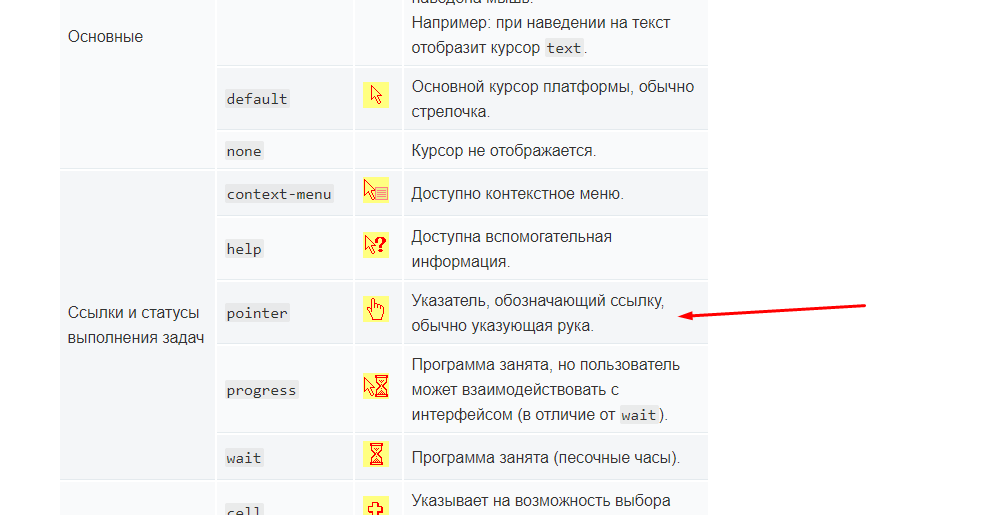 наведена мышь.
Например: при наведении на текст
отобразит курсор text.
Основные
default
Основной курсор платформы, обычно
стрелочка.
none
Курсор не отображается.
context-menu
Доступно контекстное меню.
help
Доступна вспомогательная
информация.
Ссылки и статусы
выполнения задач
pointer
Указатель, обозначающий ссылку,
обычно указующая рука.
progress
Программа занята, но пользователь
может взаимодействовать с
интерфейсом (в отличие от wait).
wait
Программа занята (песочные часы).
cell
Указывает на возможность выбора